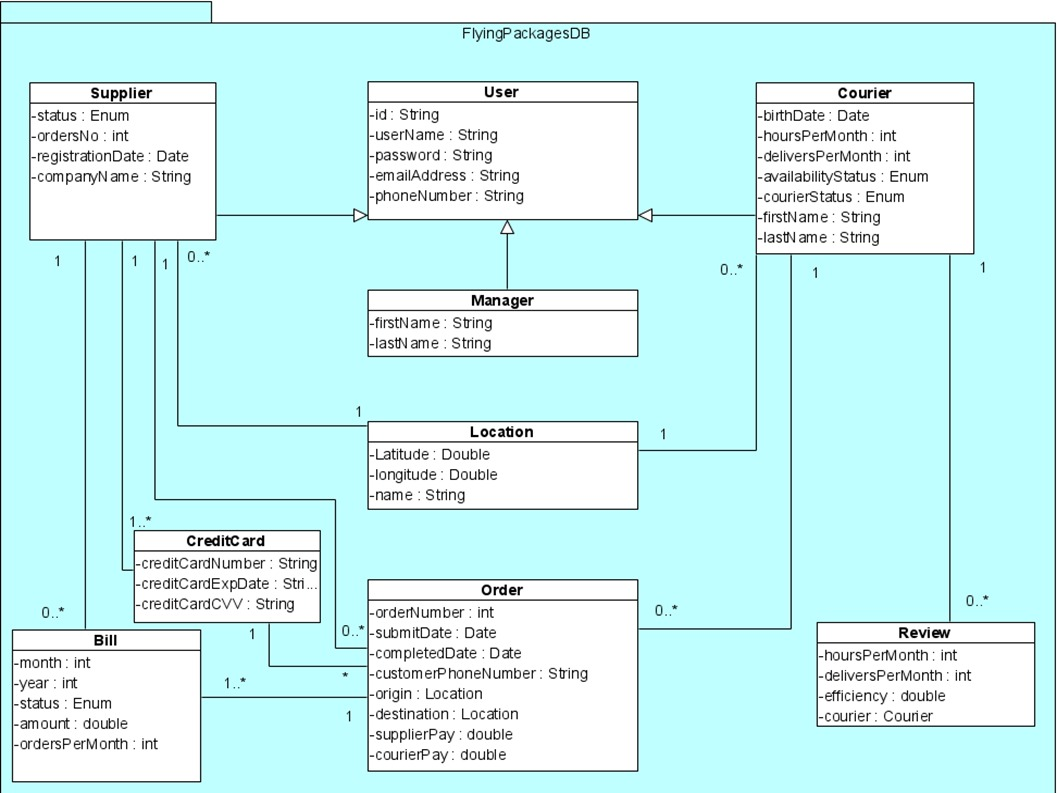 FlyingPackagesDB
Supplier
-status : Enum
-ordersNo : int
-registrationDate : Date
-companyName : String
User
-id : String
-userName : String
-password : String
-emailAddress : String
-phoneNumber : String
Courier
-birthDate : Date
-hoursPerMonth : int
-deliversPerMonth : int
-availabilityStatus : Enum
-courierStatus : Enum
-firstName : String
-lastName : String
1
1
1
0..*
0..*
1
1
Manager
-firstName : String
-lastName : String
1
1
Location
-Latitude : Double
-longitude : Double
-name : String
1..*
CreditCard
-creditCardNumber : String
-creditCardExpDate : Stri...
-creditCardCVV : String
1
0..*
*
0..*
Bill
-month : int
-year : int
-status : Enum
-amount : double
-ordersPerMonth : int
1..*
1
Order
-orderNumber : int
-submitDate : Date
-completedDate : Date
-customerPhoneNumber : String
-origin : Location
-destination : Location
-supplierPay : double
-courierPay : double
0..*
0..*
Review
-hoursPerMonth : int
-deliversPerMonth : int
-efficiency : double
-courier : Courier